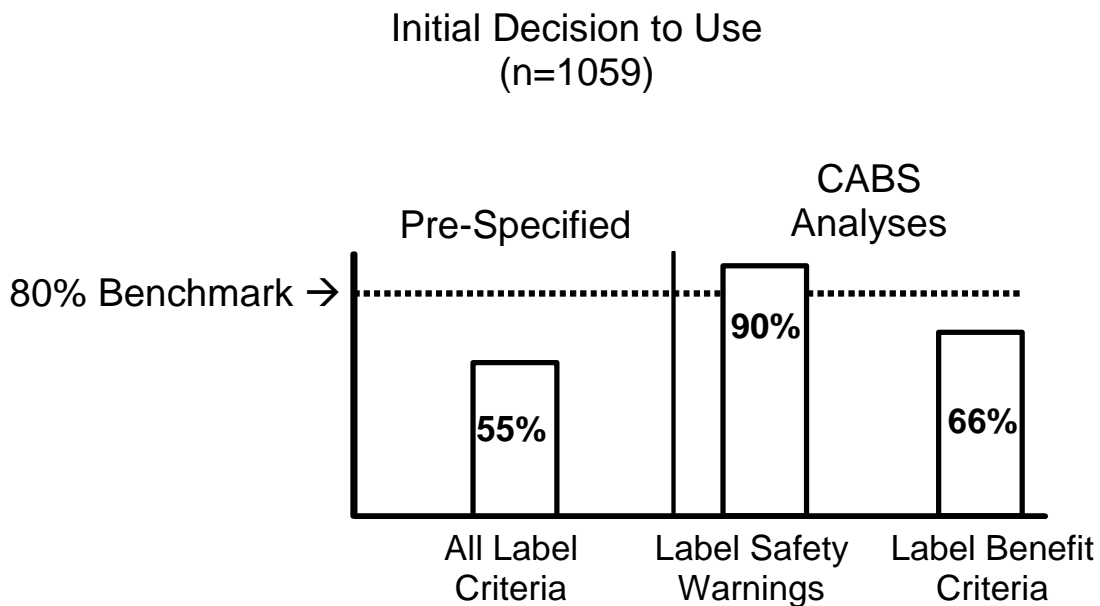 Initial Decision to Use
(n=1059)
CABS
Analyses
Pre-Specified
80% Benchmark →
90%
55%
66%
All Label
Criteria
Label Safety
Warnings
Label Benefit
Criteria